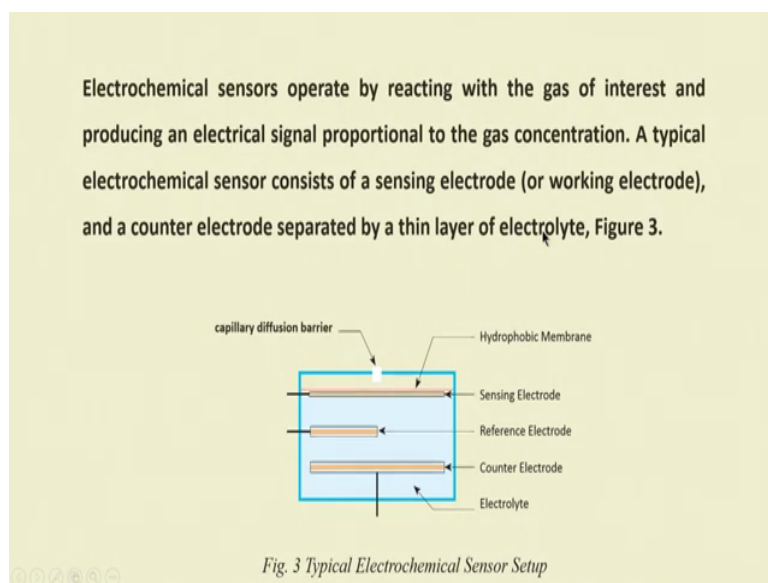 Electrochemical sensors operate by reacting with the gas of interest and
producing an electrical signal proportional to the gas concentration. A typical
electrochemical sensor consists of a sensing electrode (or working electrode),
and a counter electrode separated by a thin layer of electrolyte, Figure 3.
capillary diffusion barrier
Hydrophobic Membrane
Sensing Electrode
Reference Electrode
Counter Electrode
Electrolyte
Fig. 3 Typical Electrochemical Sensor Setup